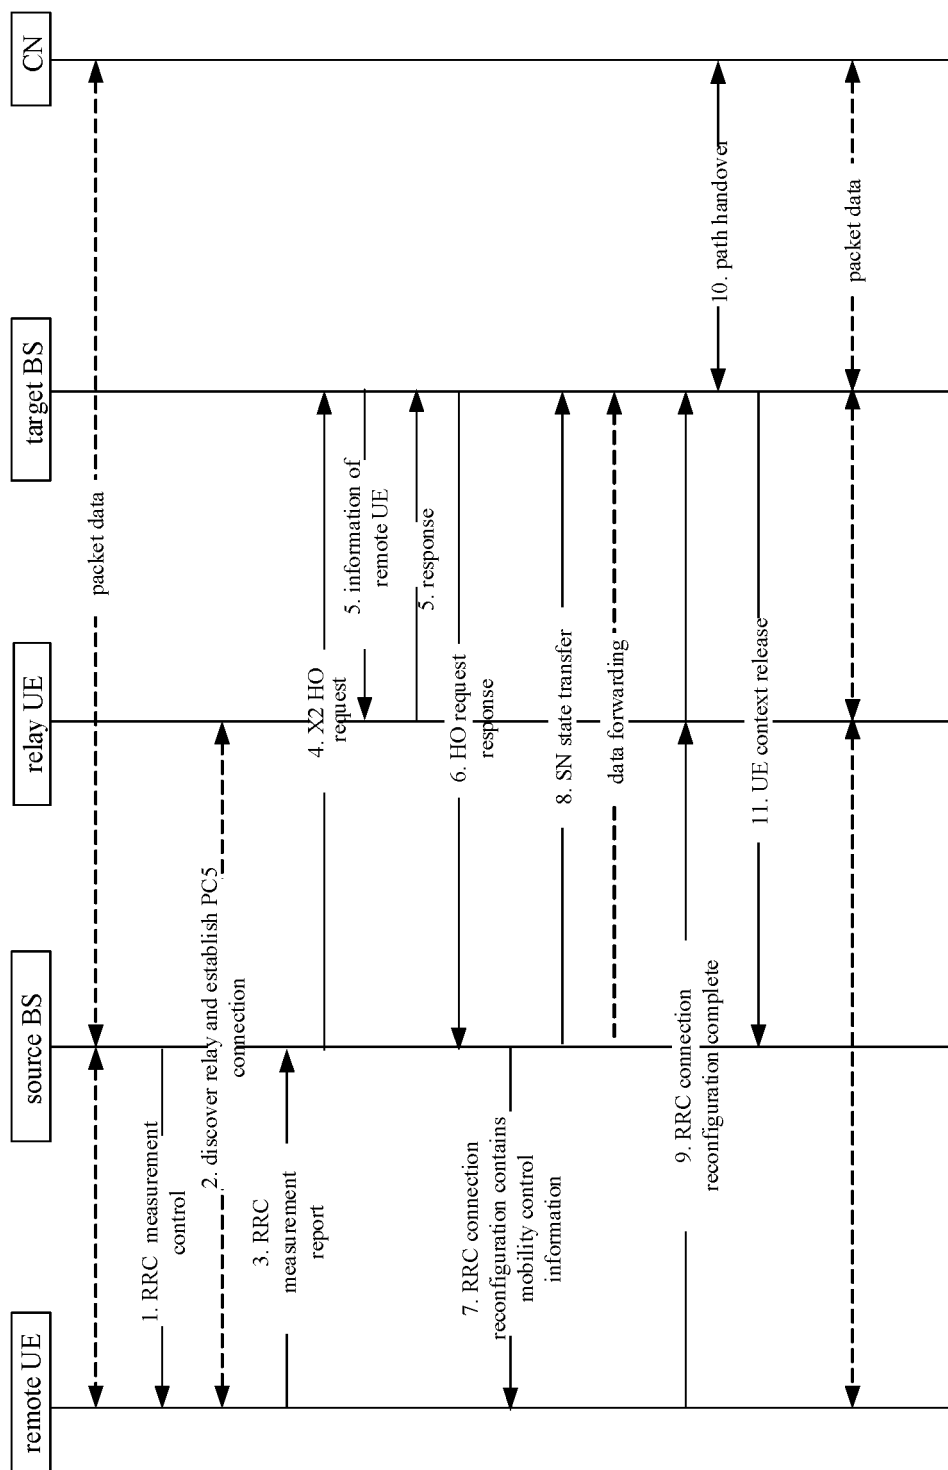 remote UE
source BS
relay UE
target BS
CN
packet data
1. RRC measurement
control
2. discover relay and establish PC5
connection
3. RRC
measurement
report
4. X2 HO
request
5. information of
remote UE
5. response
6. HO request
response
7. RRC connection
reconfiguration contains
mobility control
information
8. SN state transfer
data forwarding
9. RRC connection
reconfiguration complete
10. path handover
11. UE context release
packet data